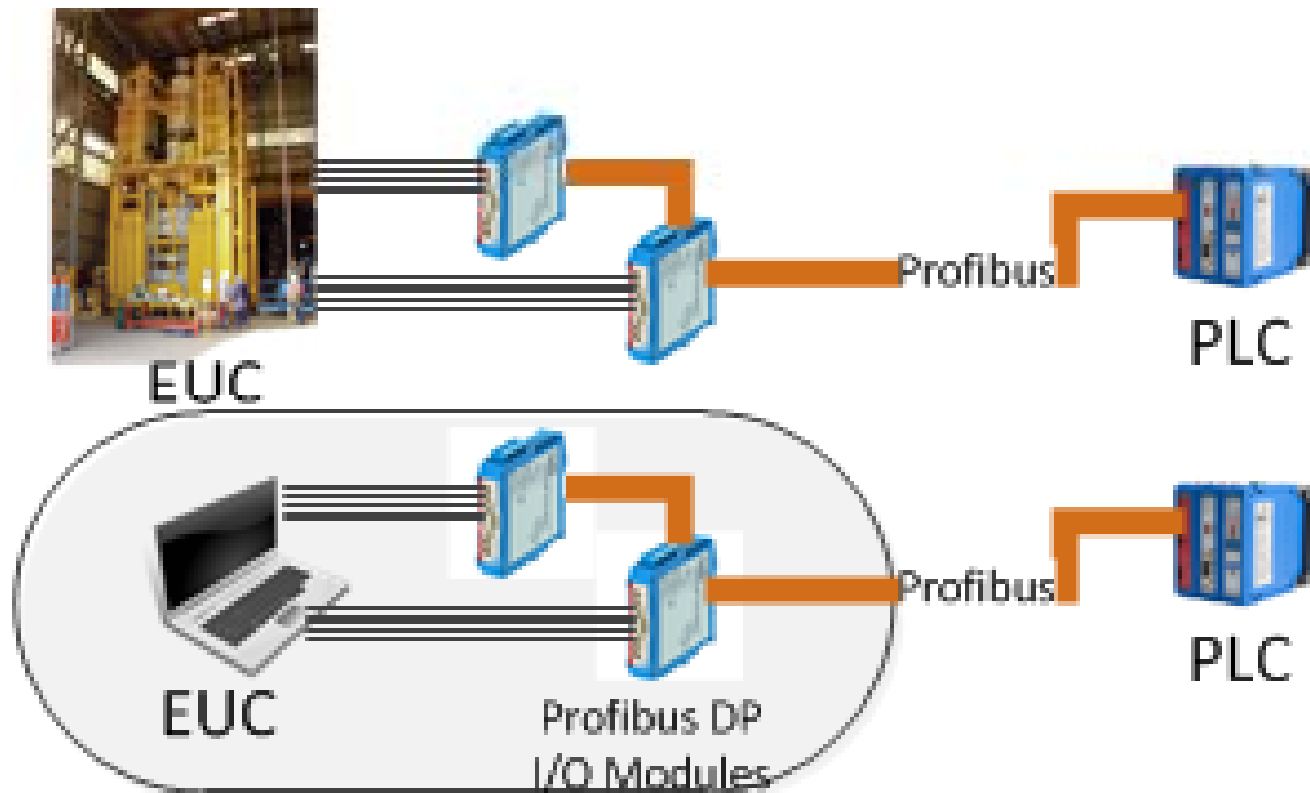 Profibus
PLC
EUC
Profibus
PLC
EUC
Profibus DP
I/O Modules